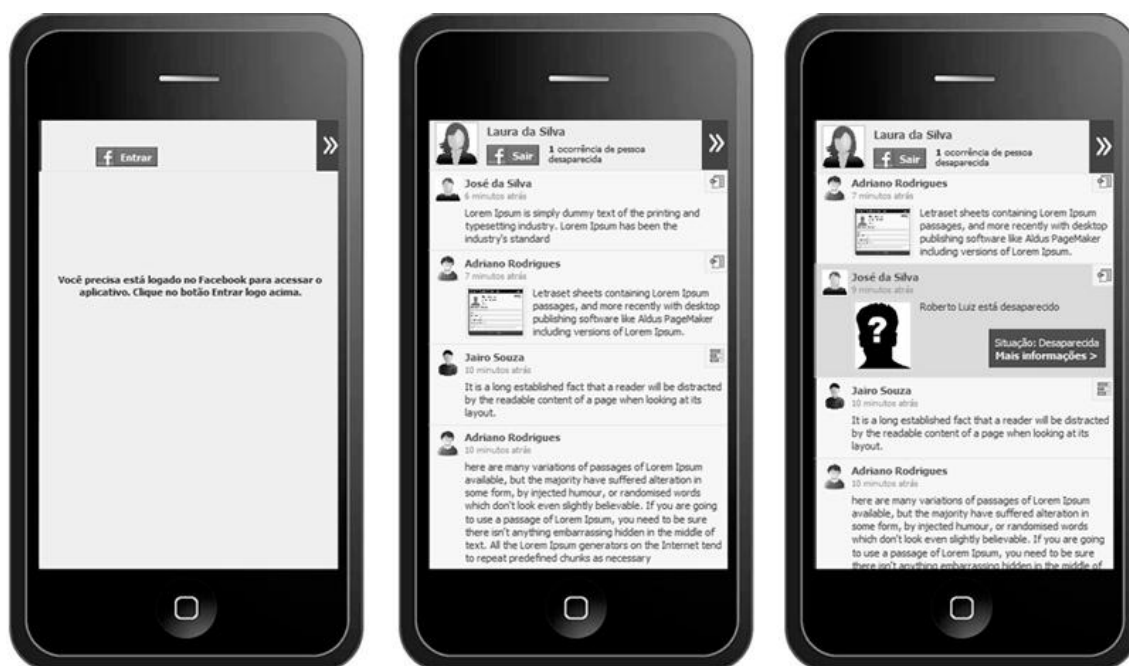 Entrar
Você precisa está logado no Facebook para acessar o
aplicativo. Clique no botão Entrar logo acima.
Laura da Silva
Sair
1 ocorrência de pessoa
desaparecida
José da Silva
6 minutos atrás
Lorem Ipsum is simply dummy text of the printing and
typesetting industry. Lorem Ipsum has been the
industry's standard
Adriano Rodrigues
7 minutos atrás
Letraset sheets containing Lorem Ipsum
passages, and more recently with desktop
publishing software like Aldus PageMaker
including versions of Lorem Ipsum.
Jairo Souza
10 minutos atrás
It is a long established fact that a reader will be distracted
by the readable content of a page when looking at its
layout.
Adriano Rodrigues
10 minutos atrás
here are many variations of passages of Lorem Ipsum
available, but the majority have suffered alteration in
some form, by injected humour, or randomised words
which don't look even slightly believable. If you are going
to use a passage of Lorem Ipsum, you need to be sure
there isn't anything embarrassing hidden in the middle of
text. All the Lorem Ipsum generators on the Internet tend
to repeat predefined chunks as necessary
Laura da Silva
Sair
1 ocorrência de pessoa
desaparecida
Adriano Rodrigues
7 minutos atrás
Letraset sheets containing Lorem Ipsum
passages, and more recently with desktop
publishing software like Aldus PageMaker
including versions of Lorem Ipsum.
José da Silva
9 minutos atrás
Roberto Luiz está desaparecido
Situação: Desaparecida
Mais informações >
Jairo Souza
10 minutos atrás
It is a long established fact that a reader will be distracted
by the readable content of a page when looking at its
layout.
Adriano Rodrigues
10 minutos atrás
here are many variations of passages of Lorem Ipsum
available, but the majority have suffered alteration in
some form, by injected humour, or randomised words
which don't look even slightly believable. If you are going
to use a passage of Lorem Ipsum, you need to be sure
there isn't anything embarrassing hidden in the middle of